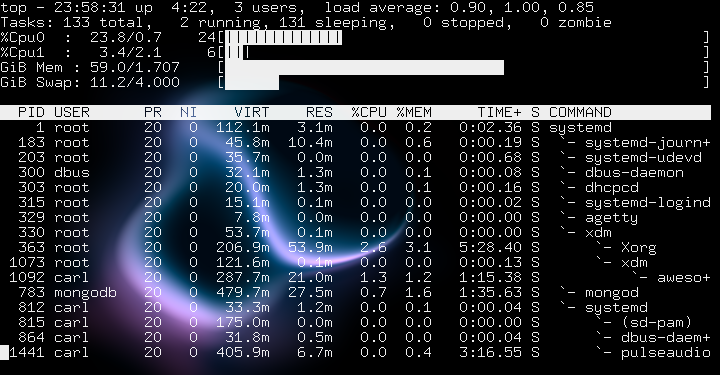 top - 23:58:31 up  4:22,  3 users,  load average: 0.90, 1.00, 0.85
Tasks: 133 total,   2 running, 131 sleeping,   0 stopped,   0 zombie
%Cpu0  :  23.8/0.7    24[|||||||||||||          ]
%Cpu1  :   3.4/2.1     6[|||                    ]
GiB Mem : 59.0/1.707    [                       ]
GiB Swap: 11.2/4.000    [                       ]
PID USER PR NI VIRT RES %CPU %MEM TIME+ S COMMAND
1 root 20 0 112.1m 3.1m 0.0 0.2 0:02.36 S systemd
183 root 20 0 45.8m 10.4m 0.0 0.6 0:00.19 S `- systemd-journ+
203 root 20 0 35.7m 0.0m 0.0 0.0 0:00.68 S `- systemd-udevd
300 dbus 20 0 32.1m 1.3m 0.0 0.1 0:00.08 S `- dbus-daemon
303 root 20 0 20.0m 1.3m 0.0 0.1 0:00.16 S `- dhcpcd
315 root 20 0 15.1m 0.1m 0.0 0.0 0:00.02 S `- systemd-logind
329 root 20 0 7.8m 0.0m 0.0 0.0 0:00.00 S `- agetty
330 root 20 0 53.7m 0.1m 0.0 0.0 0:00.00 S `- xdm
363 root 20 0 206.9m 53.9m 2.6 3.1 5:28.40 S `- Xorg
1073 root 20 0 121.6m 0.1m 0.0 0.0 0:00.13 S `- xdm
1092 carl 20 0 287.7m 21.0m 1.3 1.2 1:15.38 S `- aweso+
783 mongodb 20 0 479.7m 27.5m 0.7 1.6 1:35.63 S `- mongod
812 carl 20 0 33.3m 1.2m 0.0 0.1 0:00.04 S `- systemd
815 carl 20 0 175.0m 0.0m 0.0 0.0 0:00.00 S `- (sd-pam)
864 carl 20 0 31.8m 0.5m 0.0 0.0 0:00.00 S `- dbus-daem+
1441 carl 20 0 405.9m 6.7m 0.0 0.4 3:16.55 S `- pulseaudio